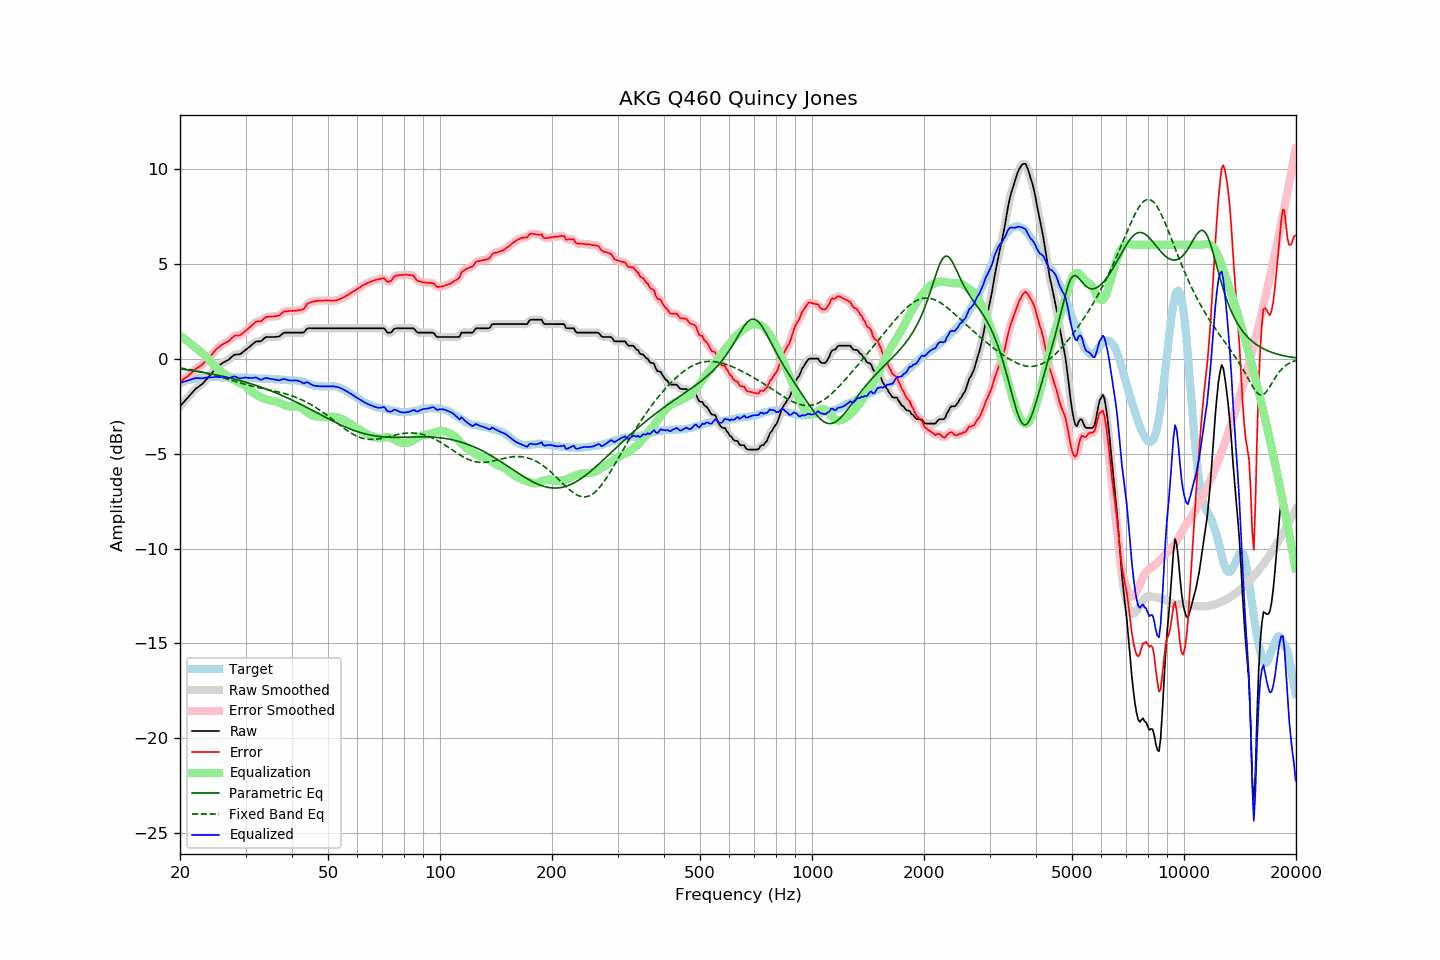 AKG Q460 Quincy Jones
Amplitude (dBr)
10
5
0
−5
−10
−15
−20
−25
Target
Raw Smoothed
Error Smoothed
Raw
Error
Equalization
Parametric Eq
Fixed Band Eq
Equalized
20 50 100 200 500 1000 2000 5000 10000 20000
Frequency (Hz)